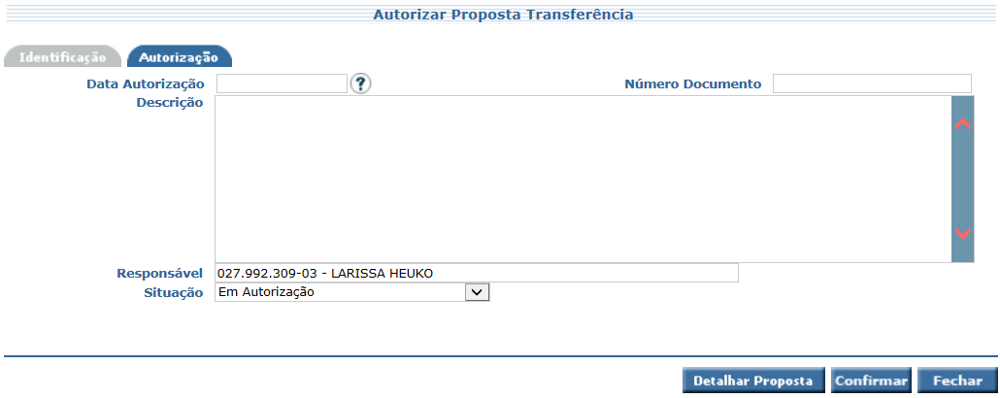 Autorizar Proposta Transferência
Identificação Autorização
Data Autorização ? Número Documento
Descrição
Responsável 027.992.309-03 - LARISSA HEUKO
Situação Em Autorização
Detalhar Proposta Confirmar Fechar